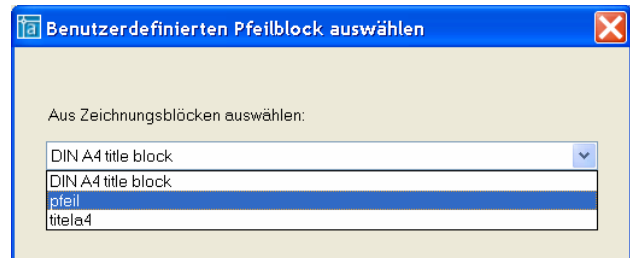 Benutzerdefinierten Pfeilblock auswählen
Aus Zeichnungsblöcken auswählen:
DIN A4 title block
DIN A4 title block
pfeil
titela4